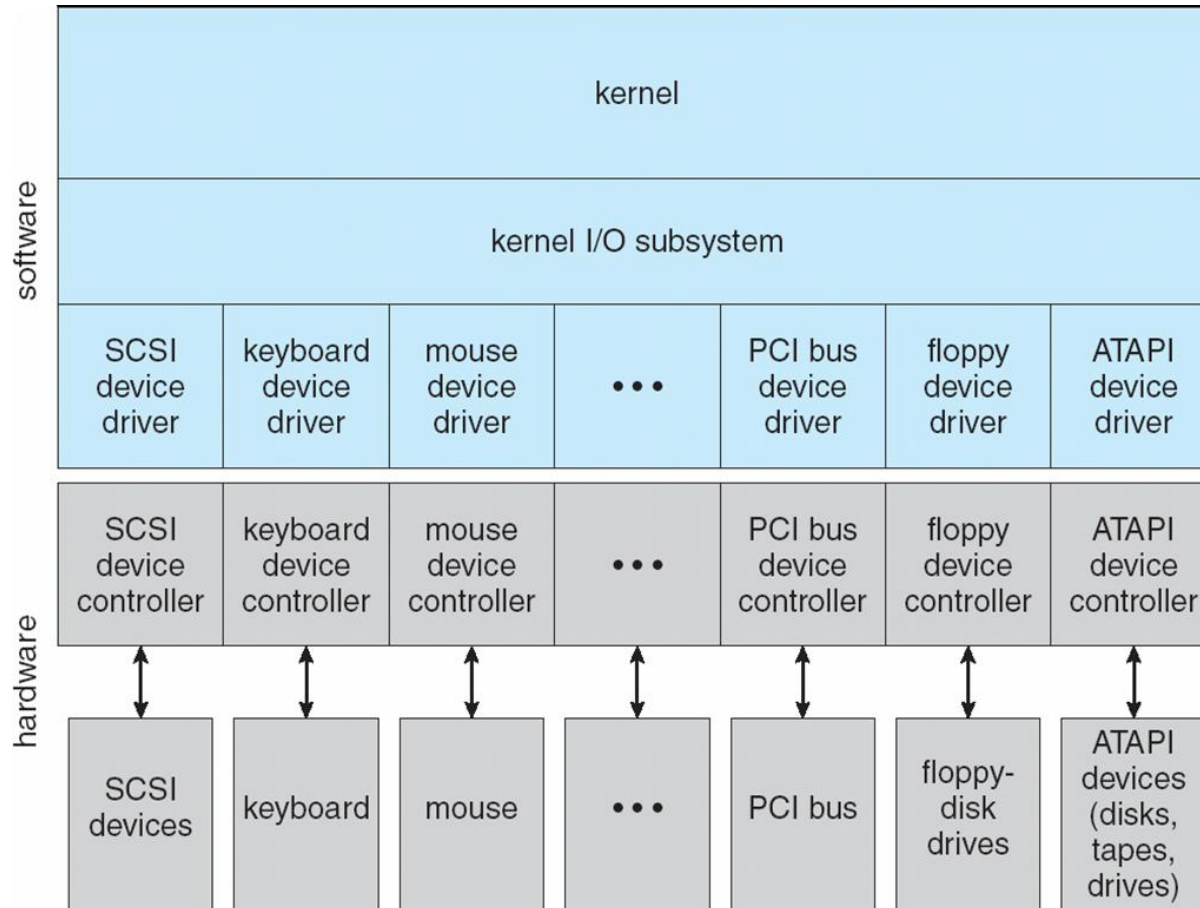 software
kernel
kernel I/O subsystem
SCSI
device
driver
keyboard
device
driver
mouse
device
driver
•••
PCI bus
device
driver
floppy
device
driver
ATAPI
device
driver
hardware
SCSI
device
controller
keyboard
device
controller
mouse
device
controller
•••
PCI bus
device
controller
floppy
device
controller
ATAPI
device
controller
SCSI
devices
keyboard
mouse
•••
PCI bus
floppy-
disk
drives
ATAPI
devices
(disks,
tapes,
drives)